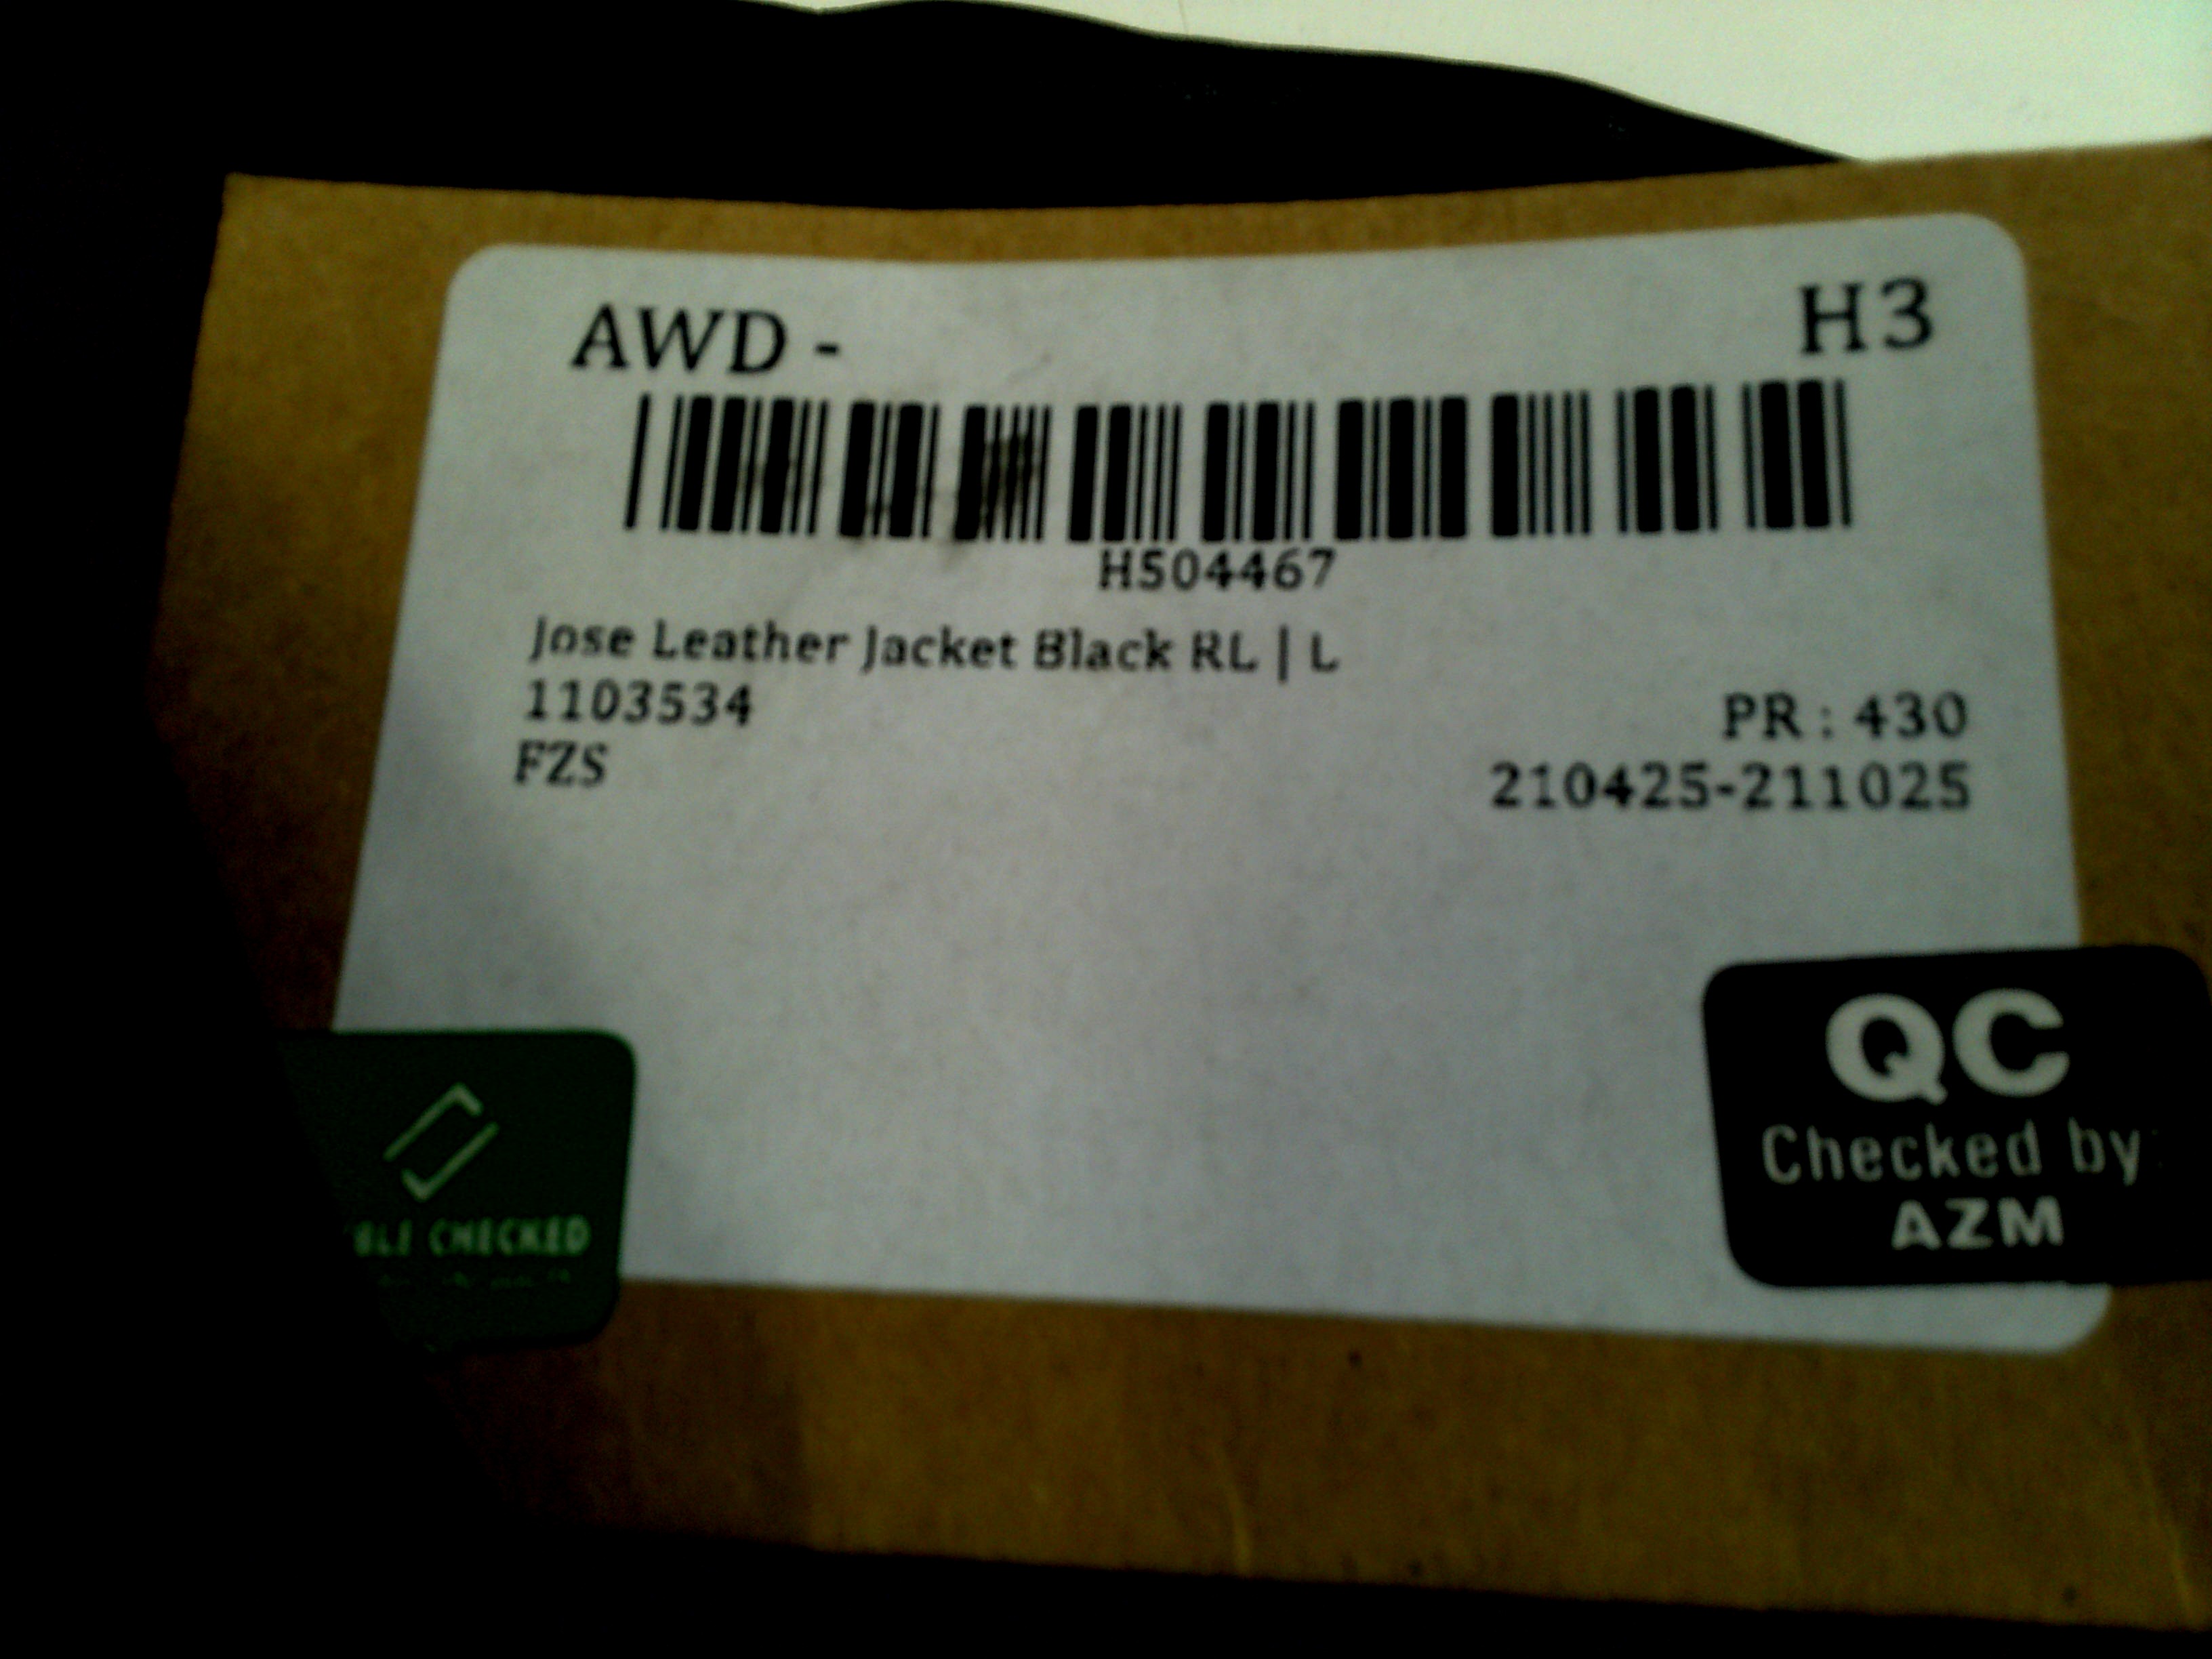 AWD - H3
H504467
Jose Leather Jacket Black RL | L
1103534
PR : 430
FZS
210425-211025
QC
Checked by
AZM
CHECKED